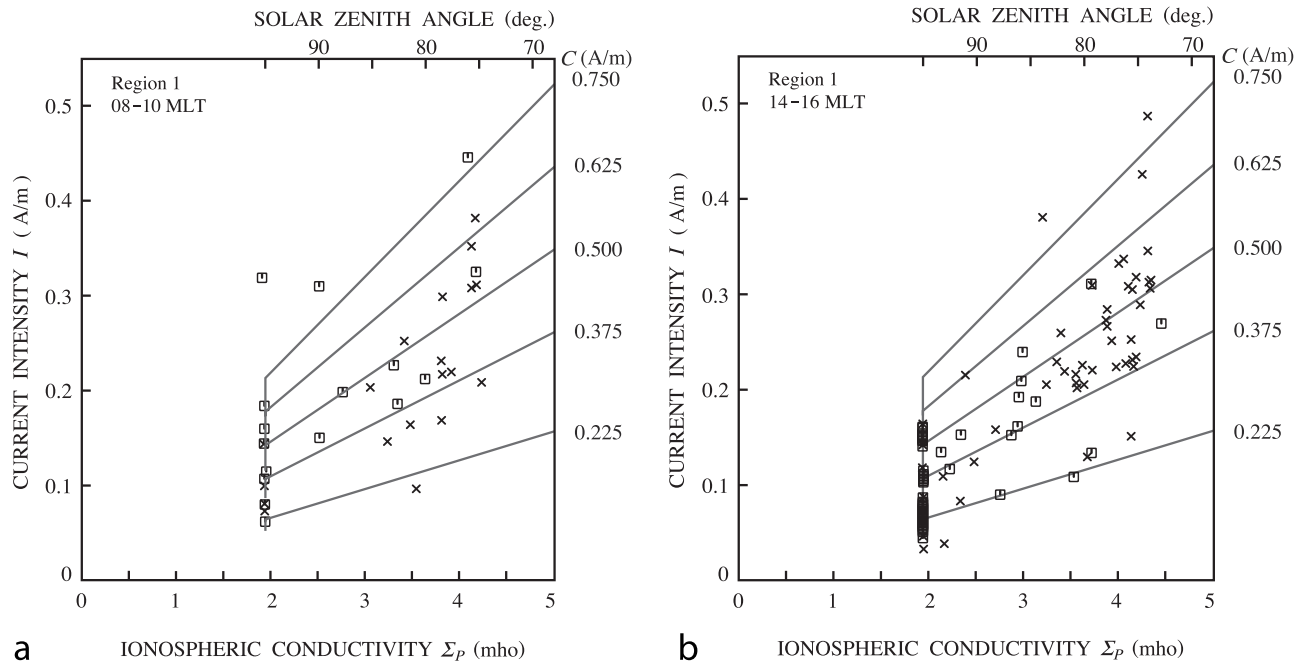 SOLAR ZENITH ANGLE (deg.)
90 80 70
C (A/m)
Region 1
08–10 MLT
0.750
0.625
0.500
0.375
0.225
CURRENT INTENSITY I ( A/m )
0.5
0.4
0.3
0.2
0.1
0
0 1 2 3 4 5
a IONOSPHERIC CONDUCTIVITY Σ_P (mho)
SOLAR ZENITH ANGLE (deg.)
90 80 70
C (A/m)
Region 1
14–16 MLT
0.750
0.625
0.500
0.375
0.225
CURRENT INTENSITY I ( A/m )
0.5
0.4
0.3
0.2
0.1
0
0 1 2 3 4 5
b IONOSPHERIC CONDUCTIVITY Σ_P (mho)